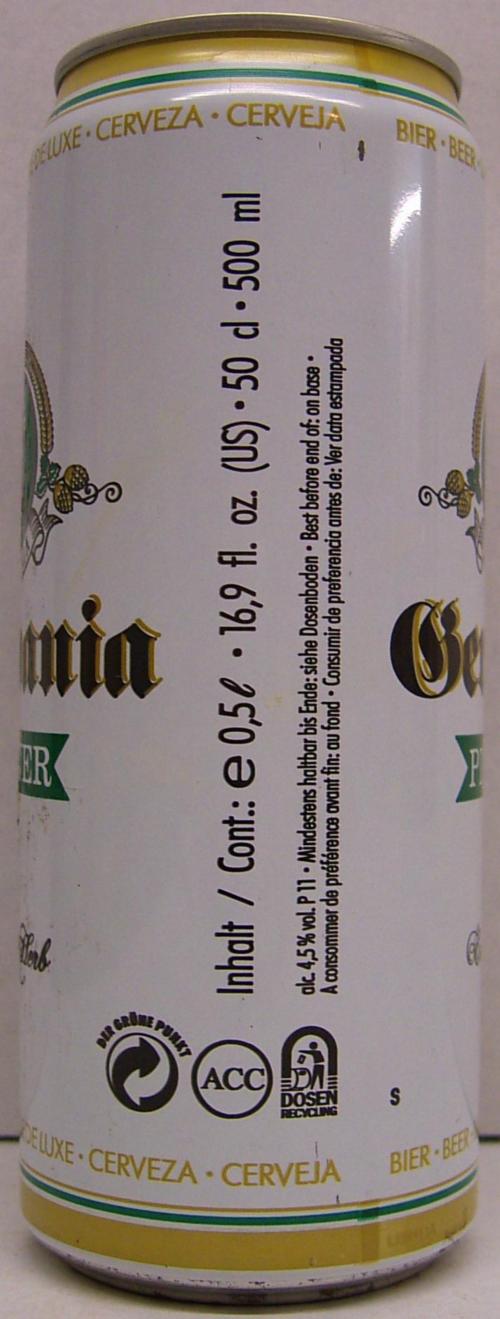 DE LUXE · CERVEZA · CERVEJA
BIER · BEER ·
Inhalt / Cont.: ℮ 0,5ℓ · 16,9 fl. oz. (US) · 50 cl · 500 ml
alc. 4,5 % vol. P 11 · Mindestens haltbar bis Ende: siehe Dosenboden · Best before end of: on base ·
A consommer de préférence avant fin: au fond · Consumir de preferencia antes de: Ver data estampada
ania
Ge
ER
P
Herb
DER GRÜNE PUNKT
ACC
DOSEN
RECYCLING
S
DE LUXE · CERVEZA · CERVEJA
BIER · BEER